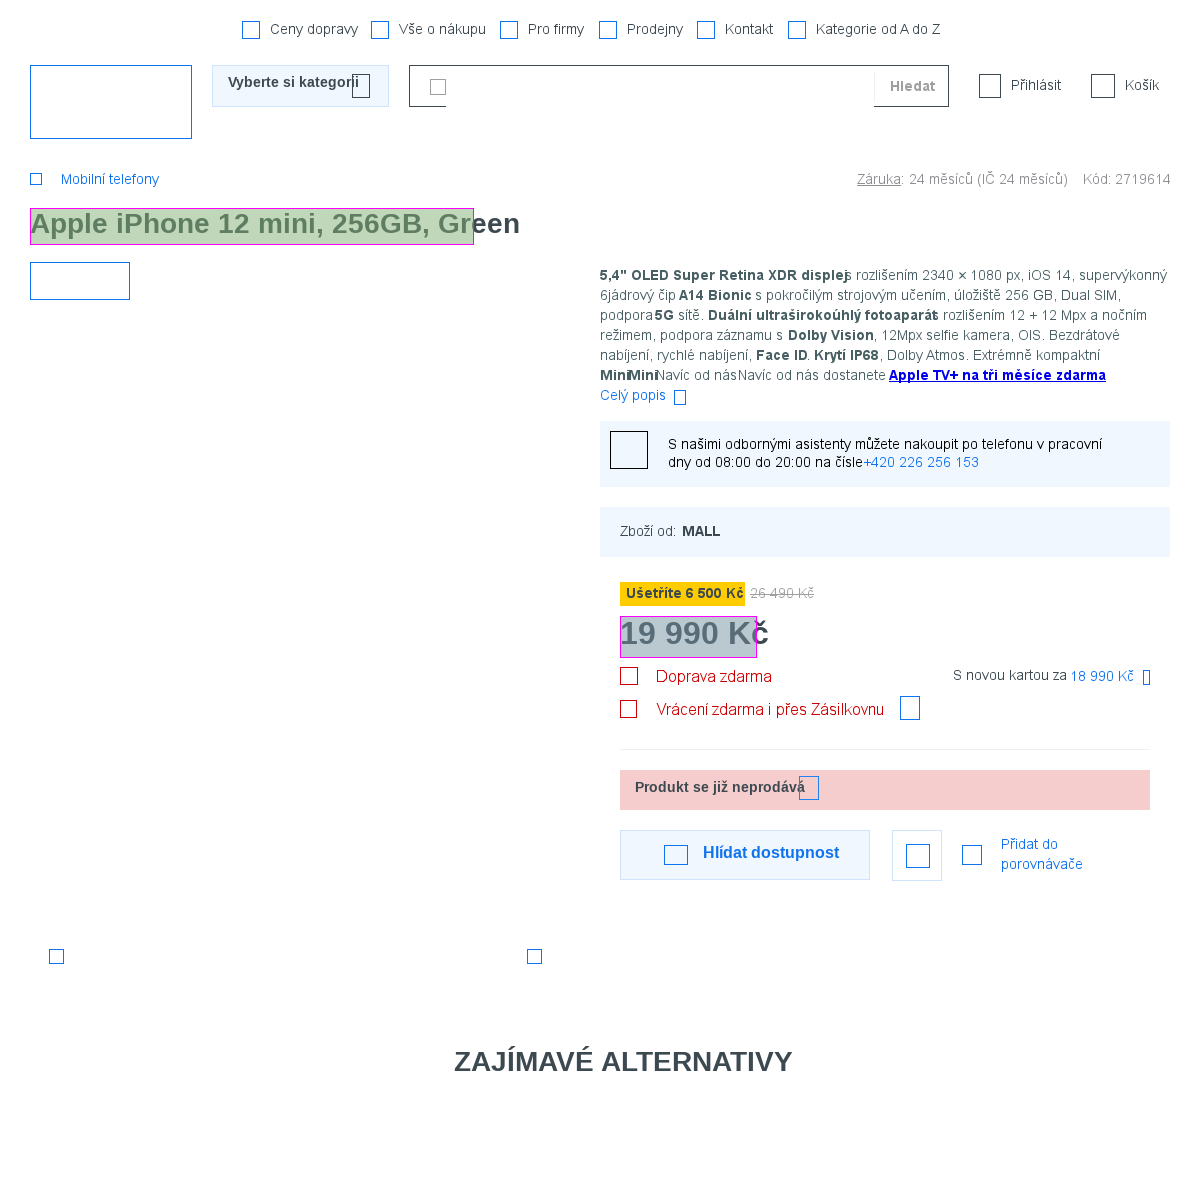 Ceny dopravy Vše o nákupu Pro firmy Prodejny Kontakt Kategorie od A do Z
Vyberte si kategorii Hledat Přihlásit Košík
Mobilní telefony Záruka: 24 měsíců (IČ 24 měsíců) Kód: 2719614
Apple iPhone 12 mini, 256GB, Green
5,4" OLED Super Retina XDR displej s rozlišením 2340 × 1080 px, iOS 14, supervýkonný
6jádrový čip A14 Bionic s pokročilým strojovým učením, úložiště 256 GB, Dual SIM,
podpora 5G sítě. Duální ultraširokoúhlý fotoaparát s rozlišením 12 + 12 Mpx a nočním
režimem, podpora záznamu s Dolby Vision, 12Mpx selfie kamera, OIS. Bezdrátové
nabíjení, rychlé nabíjení, Face ID. Krytí IP68, Dolby Atmos. Extrémně kompaktní
MiniMiniNavíc od násNavíc od nás dostanete Apple TV+ na tři měsíce zdarma
Celý popis
S našimi odbornými asistenty můžete nakoupit po telefonu v pracovní
dny od 08:00 do 20:00 na čísle+420 226 256 153
Zboží od: MALL
Ušetříte 6 500 Kč 26 490 Kč
19 990 Kč
Doprava zdarma S novou kartou za 18 990 Kč
Vrácení zdarma i přes Zásilkovnu
Produkt se již neprodává
Hlídat dostupnost Přidat do
porovnávače
ZAJÍMAVÉ ALTERNATIVY